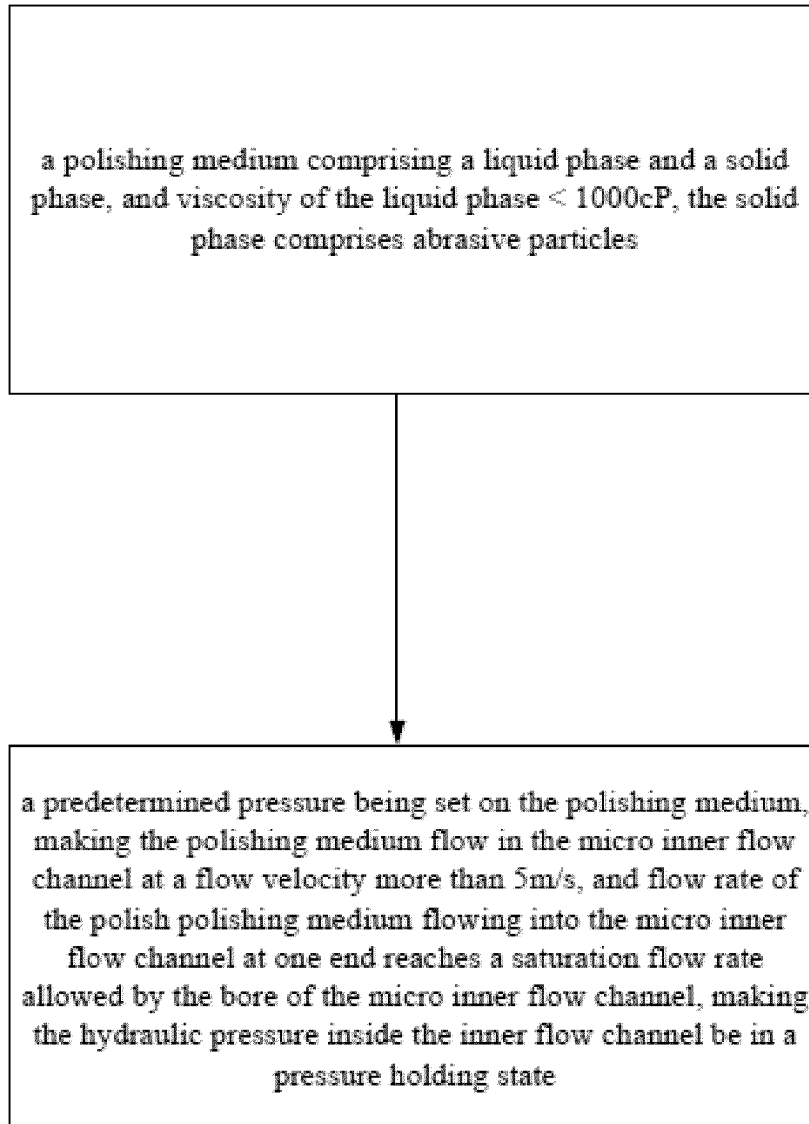 a polishing medium comprising a liquid phase and a solid
phase, and viscosity of the liquid phase < 1000cP, the solid
phase comprises abrasive particles
a predetermined pressure being set on the polishing medium,
making the polishing medium flow in the micro inner flow
channel at a flow velocity more than 5m/s, and flow rate of
the polish polishing medium flowing into the micro inner
flow channel at one end reaches a saturation flow rate
allowed by the bore of the micro inner flow channel, making
the hydraulic pressure inside the inner flow channel be in a
pressure holding state